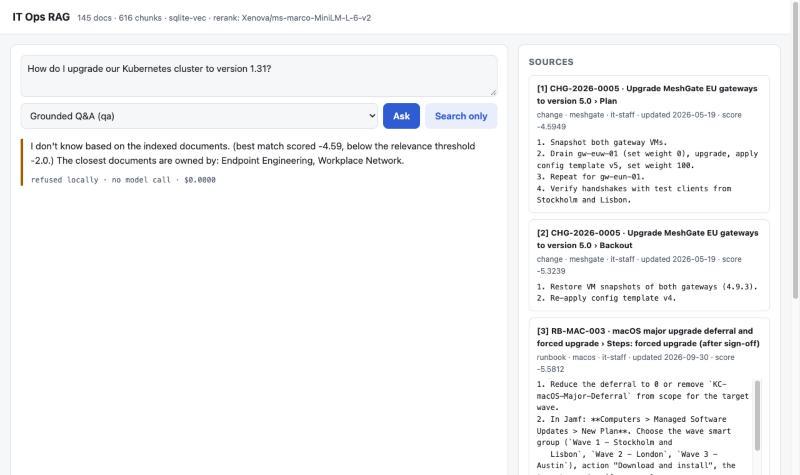 IT Ops RAG 145 docs · 616 chunks · sqlite-vec · rerank: Xenova/ms-marco-MiniLM-L-6-v2
How do I upgrade our Kubernetes cluster to version 1.31?
Grounded Q&A (qa)
Ask
Search only
I don't know based on the indexed documents. (best match scored -4.59, below the relevance threshold
-2.0.) The closest documents are owned by: Endpoint Engineering, Workplace Network.
refused locally · no model call · $0.0000
SOURCES
[1] CHG-2026-0005 · Upgrade MeshGate EU gateways
to version 5.0 › Plan
change · meshgate · it-staff · updated 2026-05-19 · score
-4.5949
1. Snapshot both gateway VMs.
2. Drain gw-euw-01 (set weight 0), upgrade, apply
config template v5, set weight 100.
3. Repeat for gw-eun-01.
4. Verify handshakes with test clients from
Stockholm and Lisbon.
[2] CHG-2026-0005 · Upgrade MeshGate EU gateways
to version 5.0 › Backout
change · meshgate · it-staff · updated 2026-05-19 · score
-5.3239
1. Restore VM snapshots of both gateways (4.9.3).
2. Re-apply config template v4.
[3] RB-MAC-003 · macOS major upgrade deferral and
forced upgrade › Steps: forced upgrade (after sign-off)
runbook · macos · it-staff · updated 2026-09-30 · score
-5.5812
1. Reduce the deferral to 0 or remove `KC-
macOS-Major-Deferral` from scope for the target
wave.
2. In Jamf: **Computers > Managed Software
Updates > New Plan**. Choose the wave smart
group (`Wave 1 - Stockholm and
Lisbon`, `Wave 2 - London`, `Wave 3 -
Austin`), action "Download and install", the